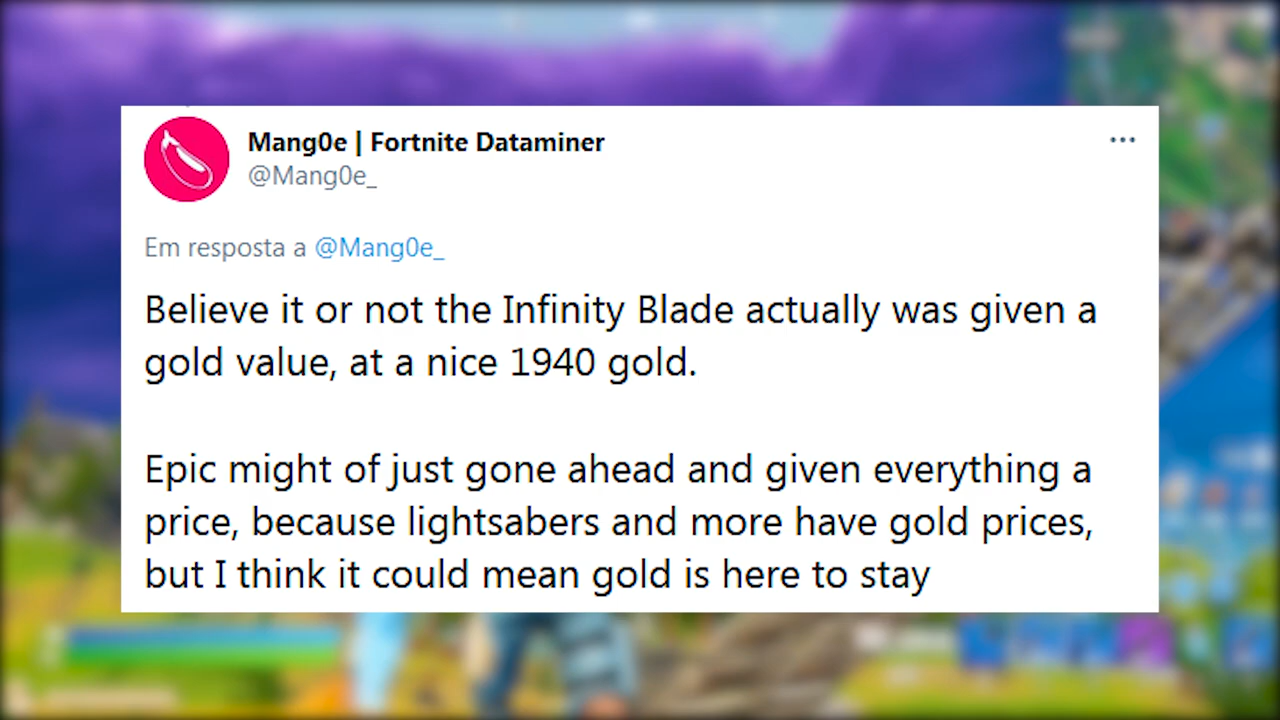 Mang0e | Fortnite Dataminer
@Mang0e_
Em resposta a @Mang0e_
Believe it or not the Infinity Blade actually was given a
gold value, at a nice 1940 gold.
Epic might of just gone ahead and given everything a
price, because lightsabers and more have gold prices,
but I think it could mean gold is here to stay